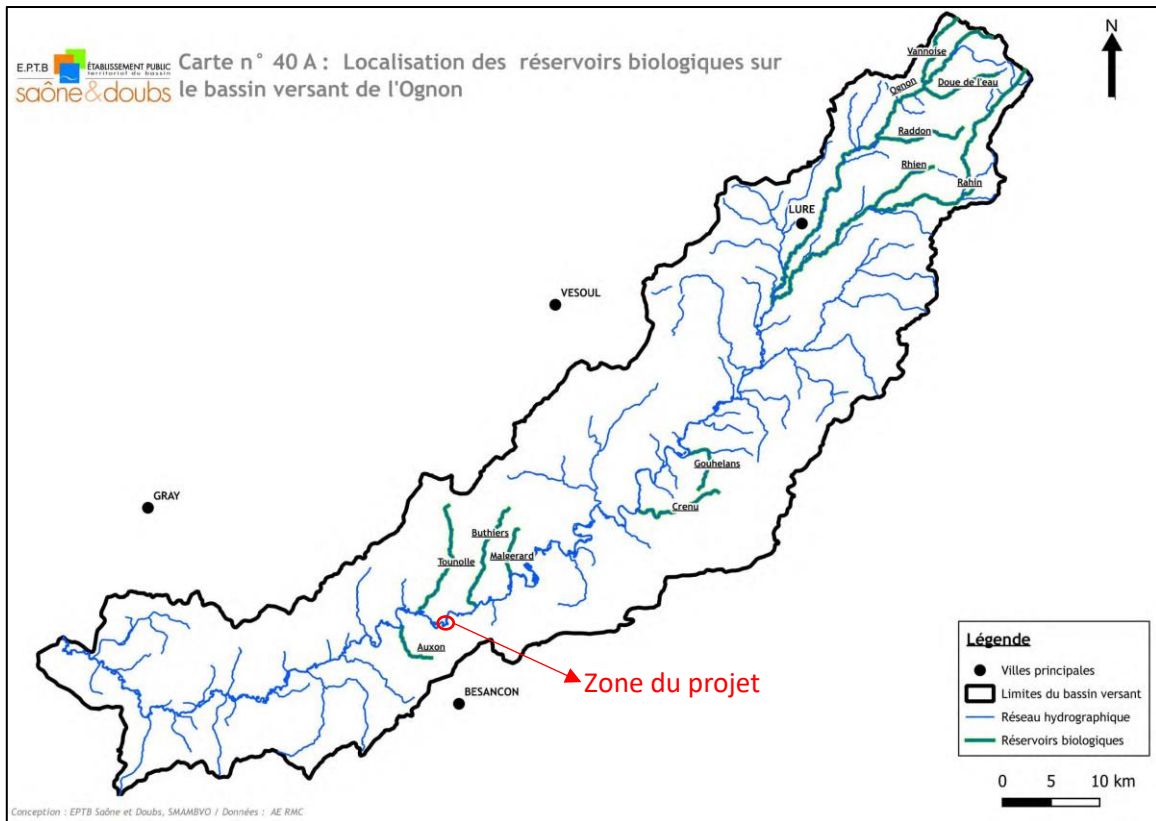 E.P.T.B
ÉTABLISSEMENT PUBLIC
territorial du bassin
saône&doubs
Carte n° 40 A : Localisation des réservoirs biologiques sur
le bassin versant de l'Ognon
N
Vannoise
Ognon
Doue de l'eau
Raddon
Rhien
Rahin
LURE
VESOUL
Gouhelans
Crenu
GRAY
Buthiers
Tounolle
Malgerard
Auxon
Zone du projet
BESANCON
Légende
Villes principales
Limites du bassin versant
Réseau hydrographique
Réservoirs biologiques
0 5 10 km
Conception : EPTB Saône et Doubs, SMAMBVO / Données : AE RMC